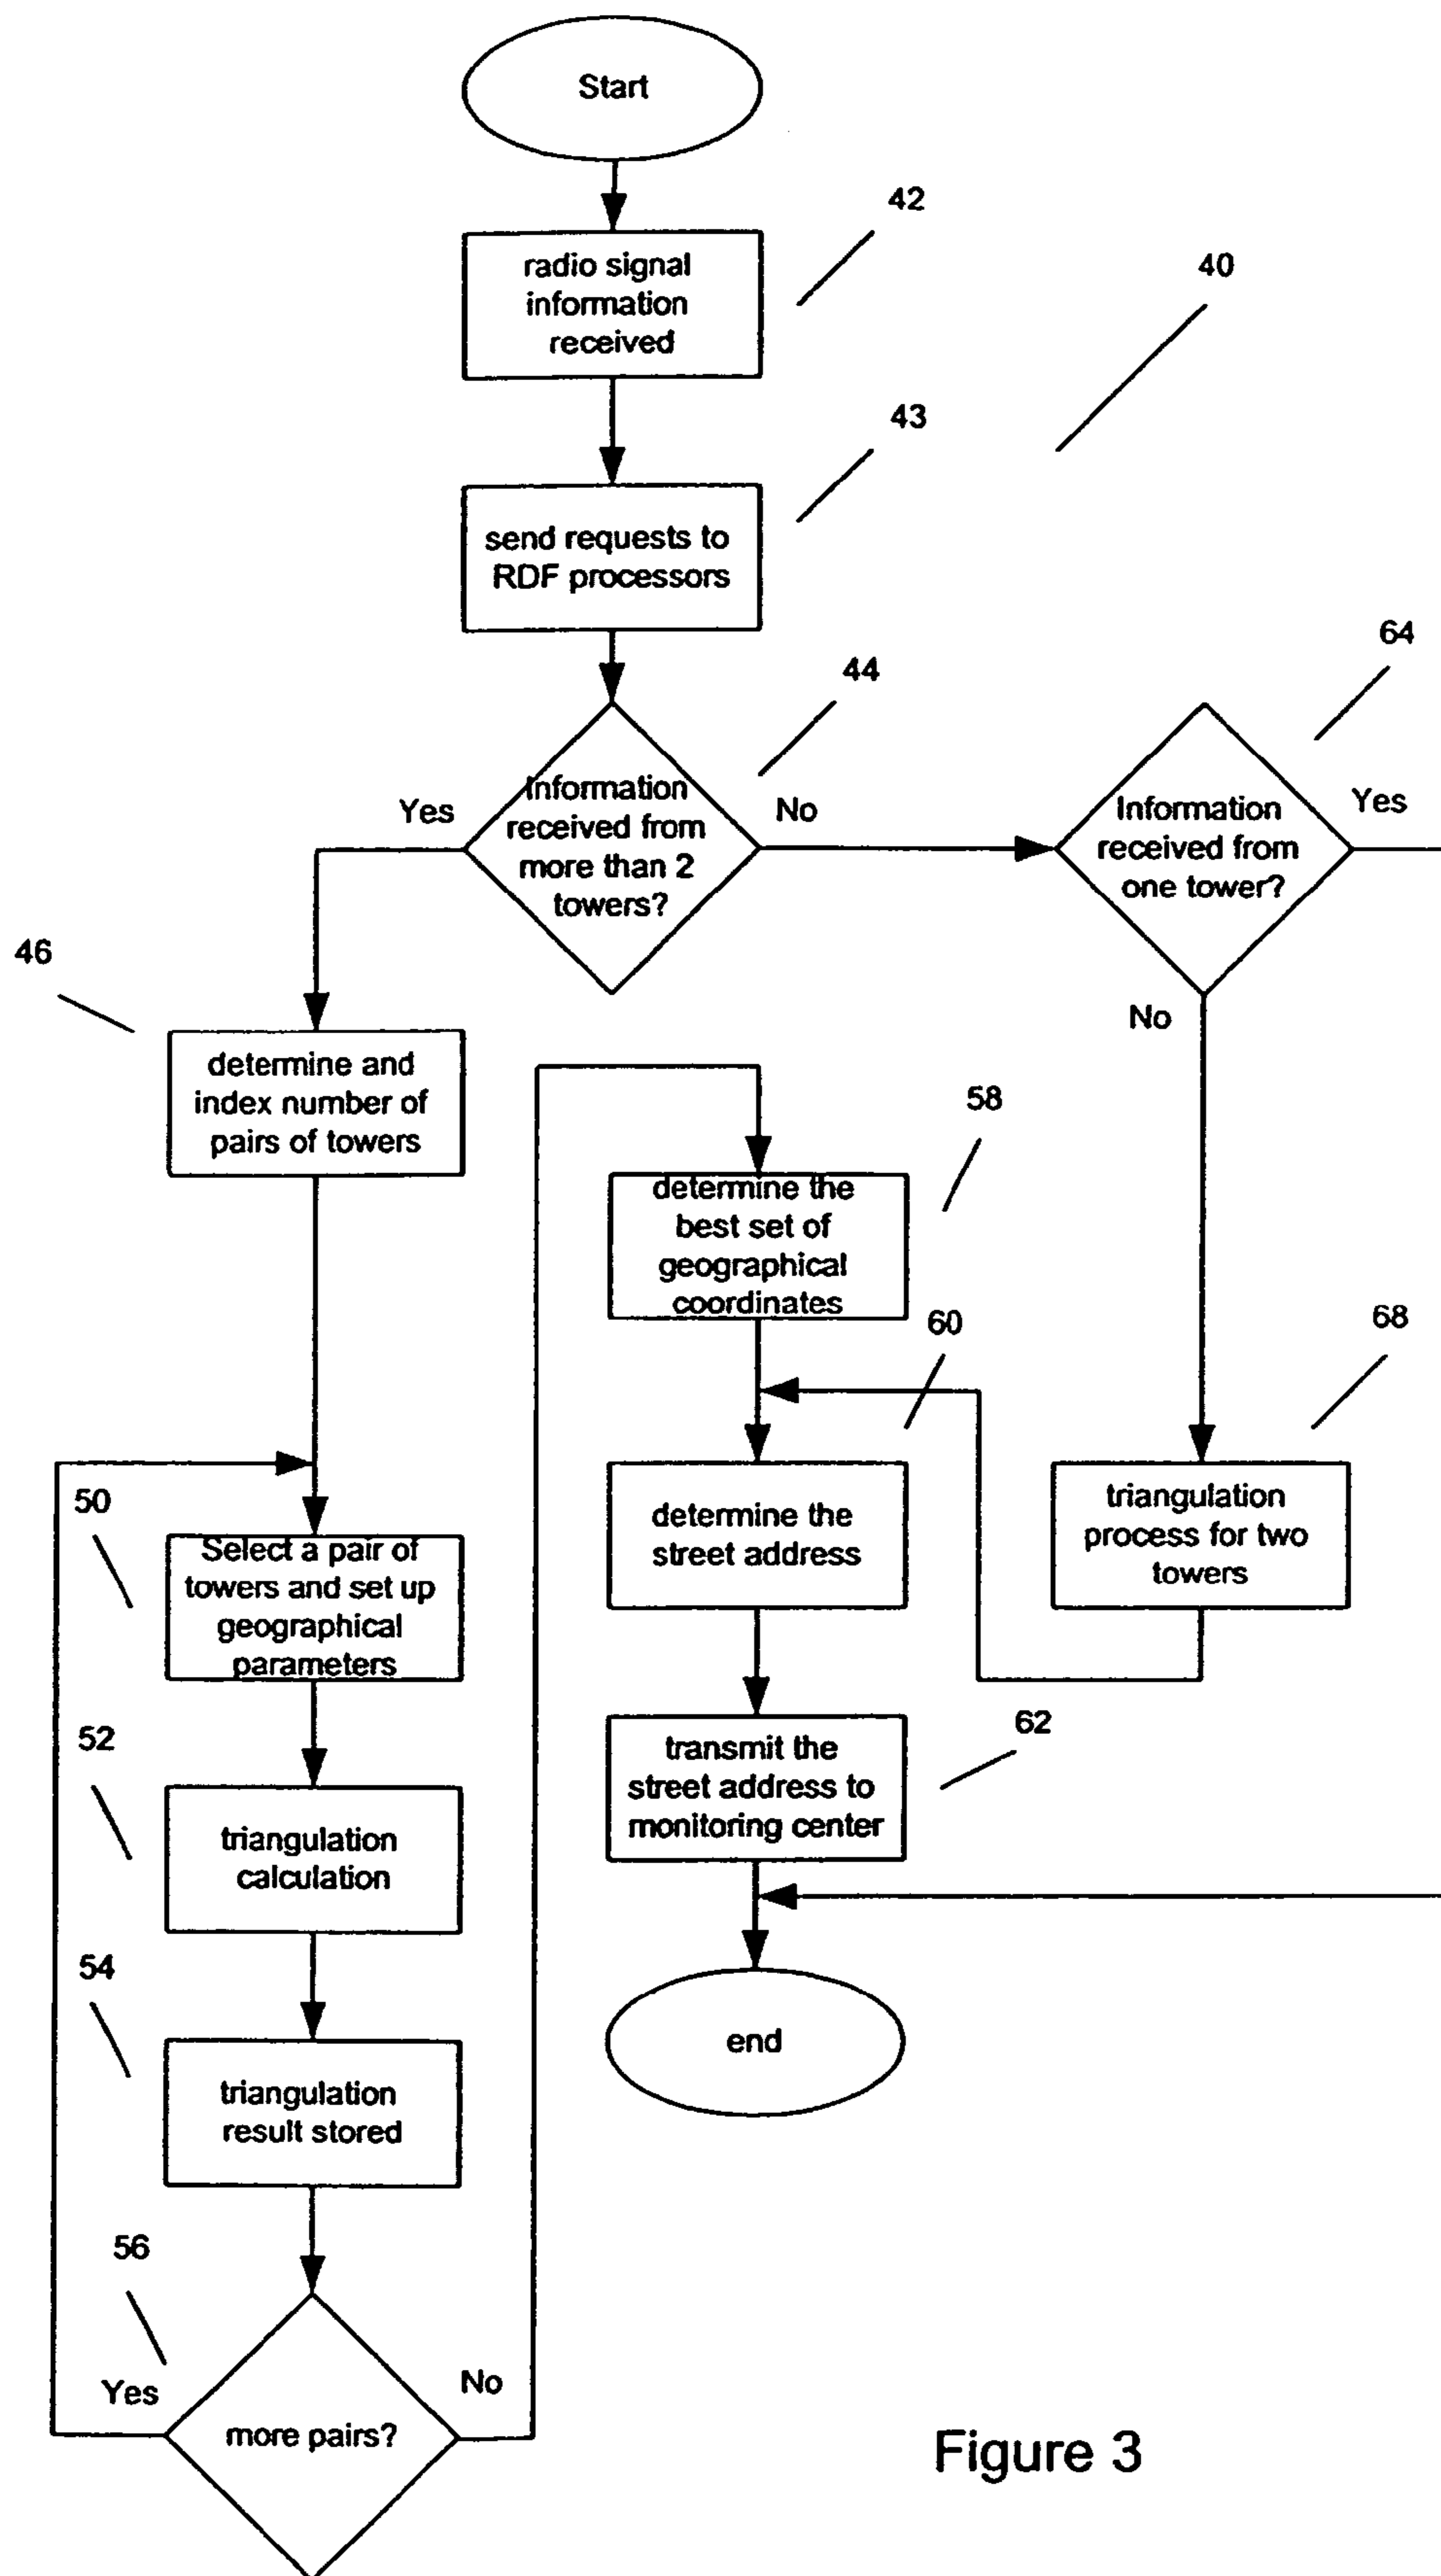 Start
42
radio signal
information
received
40
43
send requests to
RDF processors
44
64
Information
received from
more than 2
towers?
Yes
No
Information
received from
one tower?
Yes
No
46
determine and
index number of
pairs of towers
58
determine the
best set of
geographical
coordinates
60
68
50
Select a pair of
towers and set up
geographical
parameters
determine the
street address
triangulation
process for two
towers
52
triangulation
calculation
62
transmit the
street address to
monitoring center
54
triangulation
result stored
end
56
Yes
No
more pairs?
Figure 3